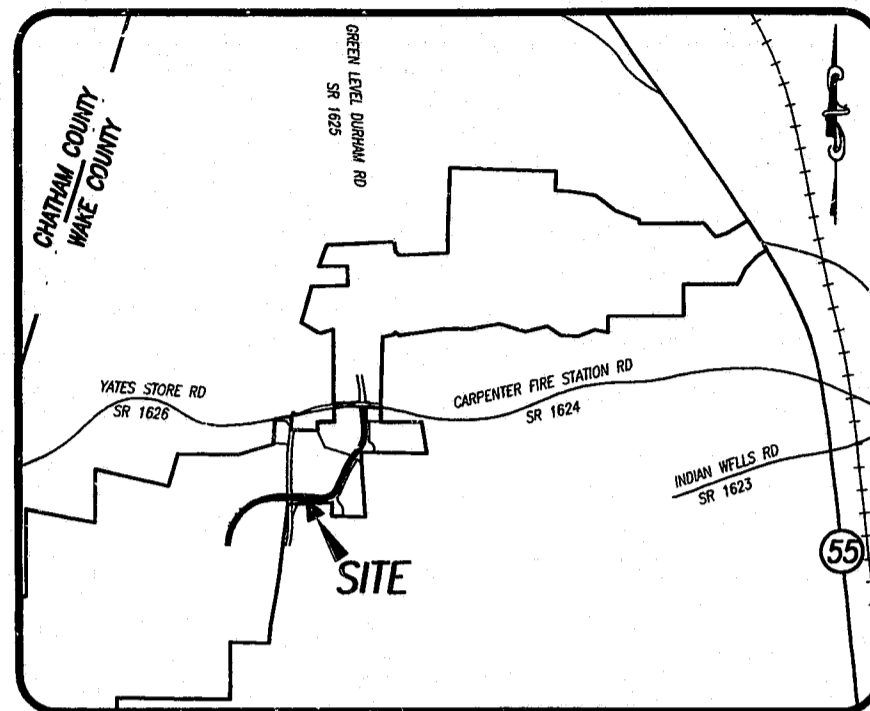 GREEN LEVEL DURHAM RD
SR 1625
CHATHAM COUNTY
WAKE COUNTY
YATES STORE RD
SR 1626
CARPENTER FIRE STATION RD
SR 1624
INDIAN WELLS RD
SR 1623
55
SITE